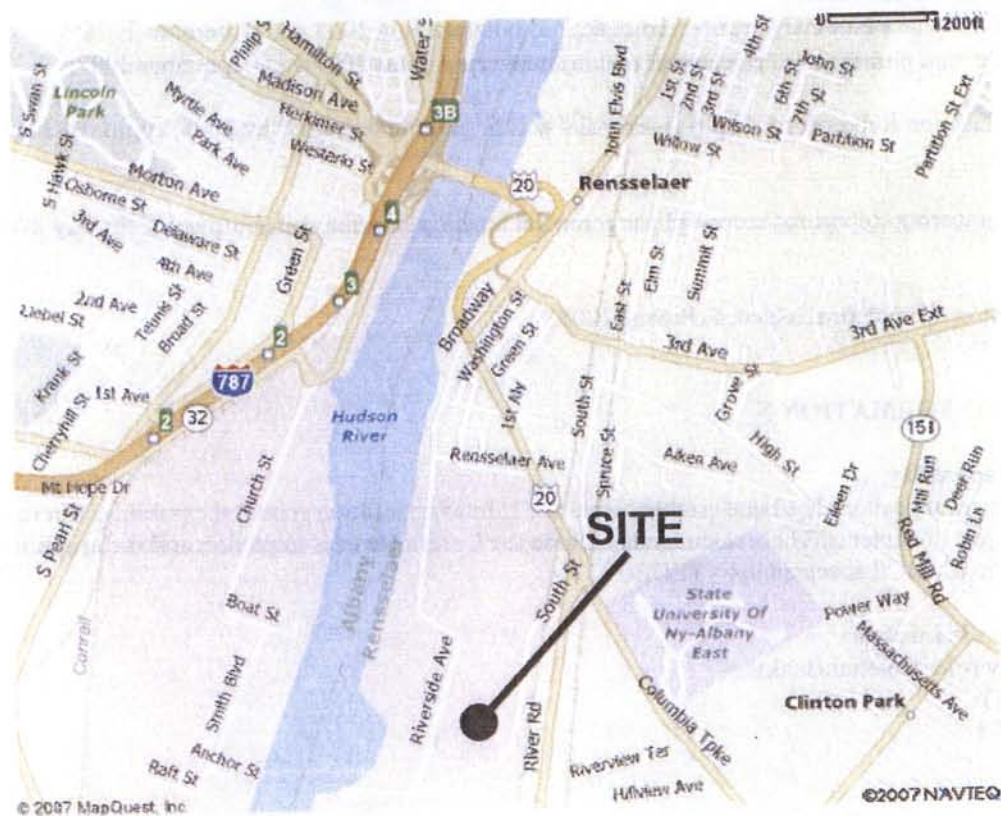 0
1200ft
S Swan St
Lincoln
Park
Philip S
Hamilton St
Madison Av
Herkimer St
Westerlo St
Myrtle Ave
Park Ave
3B
John Elvis Blvd
1st St
2nd St
3rd St
4th St
6th St
7th St
John St
Wilson St
Willow St
Partition St
Partition St Ext
20
Rensselaer
S Hawk St
Morton Ave
Osborne St
3rd Ave
Delaware St
4th Ave
Green St
4
3
2
2nd Ave
Teunis St
Broad St
Krank St
Cherryhill St
1st Ave
787
2
32
Hudson
River
Broadway
Washington St
Green St
1st Aly
East St
Elm St
Summit St
3rd Ave
3rd Ave Ext
South St
Spruce St
Grove St
High St
Aiken Ave
Eileen Dr
151
Mill Run
Deer Run
Robin Ln
Red Mill Rd
Rensselaer Ave
20
SITE
Mt Hope Dr
S Pearl St
Church St
Albany
Rensselaer
Boat St
Smith Blvd
Anchor St
Raft St
Riverside Ave
South St
River Rd
State
University Of
Ny-Albany
East
Power Way
Massachusetts Ave
Clinton Park
Columbia Tpke
Riverview Ter
Hillview Ave
© 2007 MapQuest, Inc
©2007 NAVTEQ